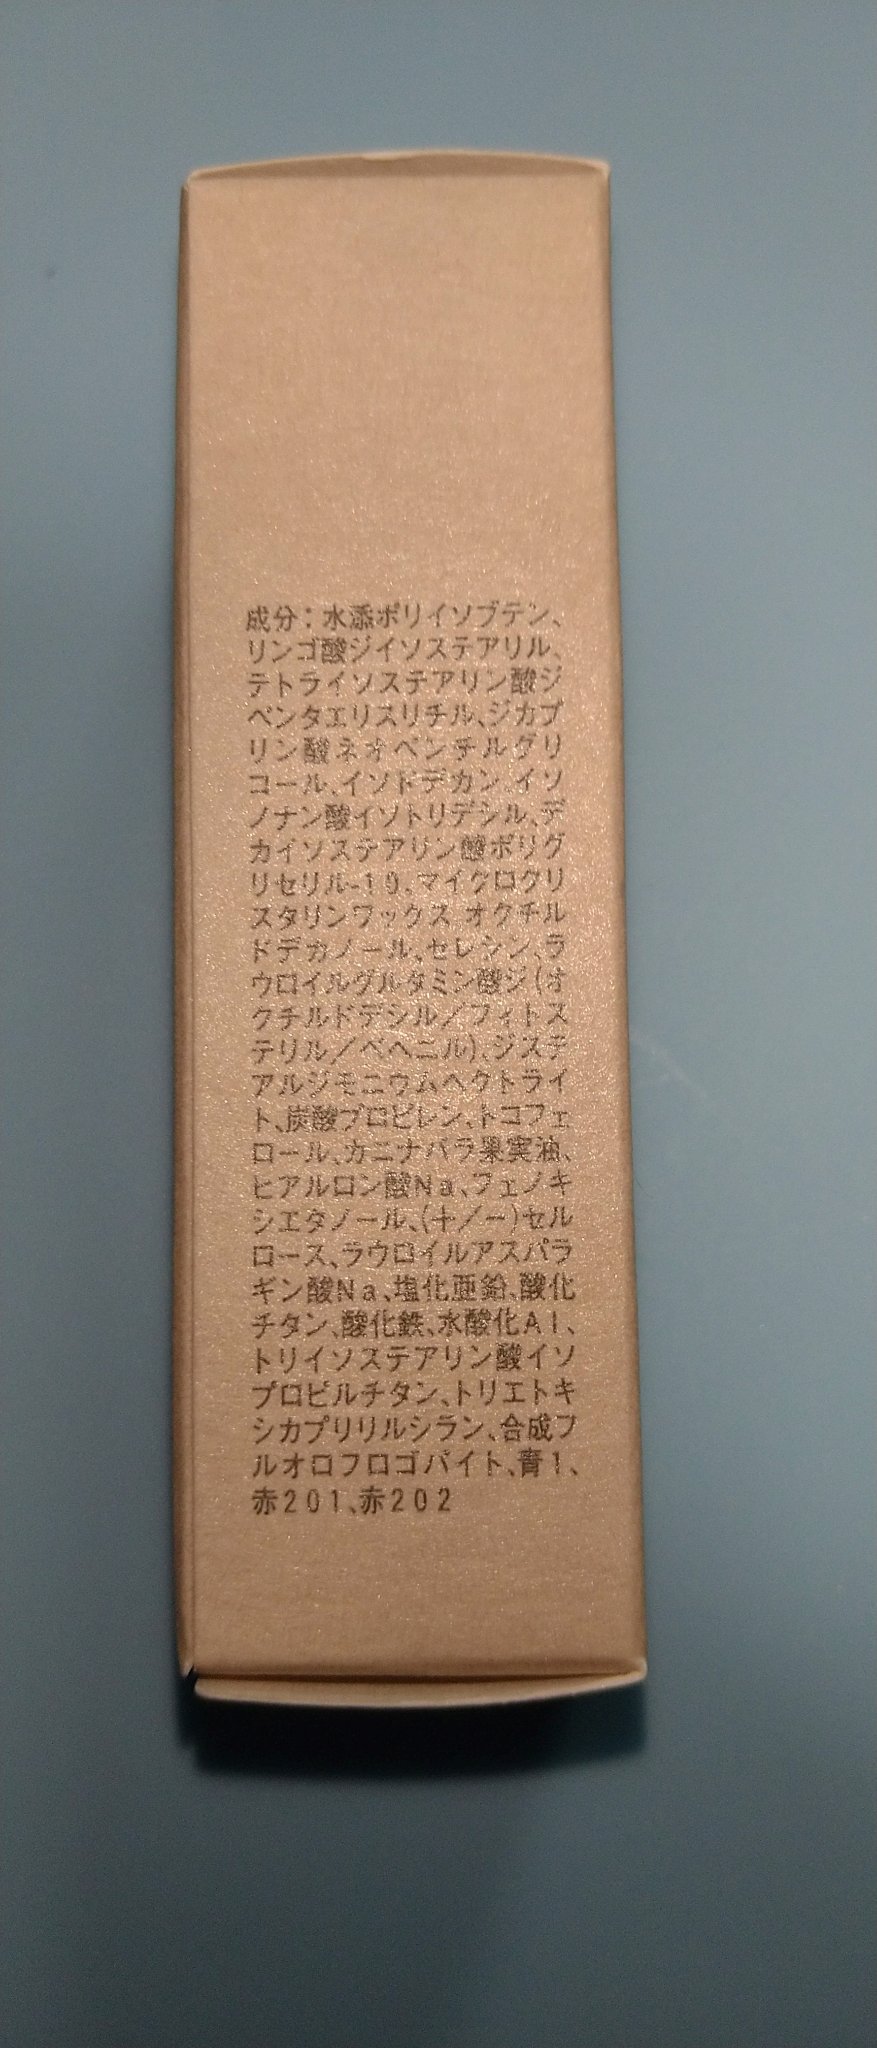 成分：水添ポリイソブテン、
リンゴ酸ジイソステアリル、
テトライソステアリン酸ジ
ペンタエリスリチル、ジカプ
リン酸ネオペンチルグリ
コール、イソドデカン、イソ
ノナン酸イソトリデシル、デ
カイソステアリン酸ポリグ
リセリル-10、マイクロクリ
スタリンワックス、オクチル
ドデカノール、セレシン、ラ
ウロイルグルタミン酸ジ(オ
クチルドデシル／フィトス
テリル／ベヘニル)、ジステ
アルジモニウムヘクトライ
ト、炭酸プロピレン、トコフェ
ロール、カニナバラ果実油、
ヒアルロン酸Na、フェノキ
シエタノール、(+／-)セル
ロース、ラウロイルアスパラ
ギン酸Na、塩化亜鉛、酸化
チタン、酸化鉄、水酸化Al、
トリイソステアリン酸イソ
プロピルチタン、トリエトキ
シカプリリルシラン、合成フ
ルオロフロゴパイト、青1、
赤201、赤202